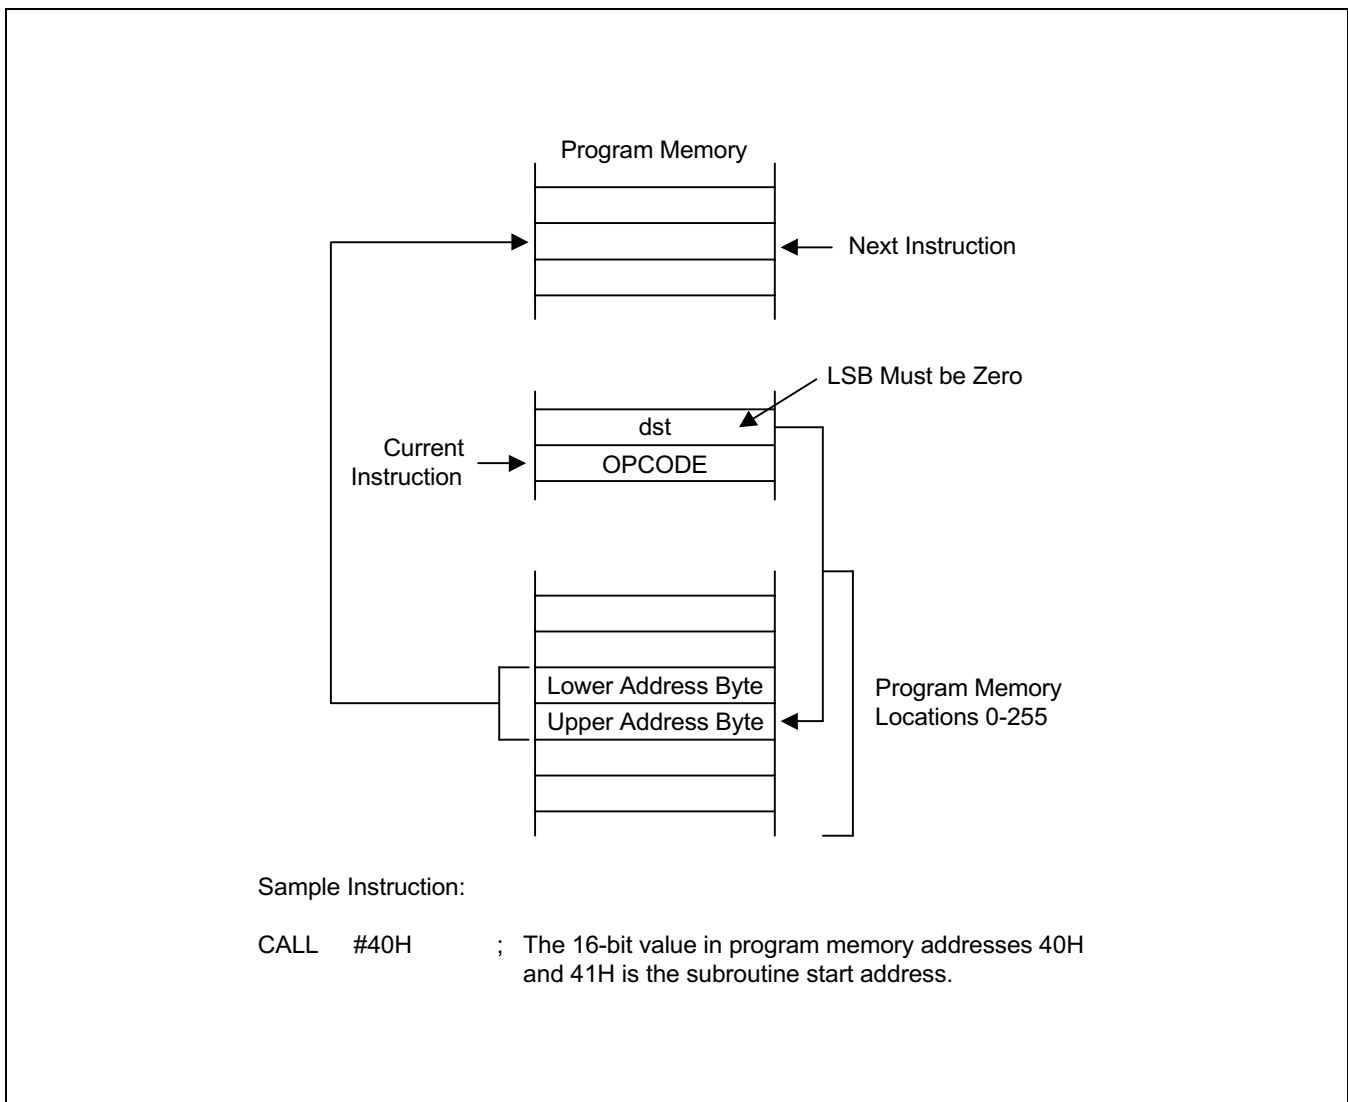 Program Memory
Next Instruction
LSB Must be Zero
dst
Current
Instruction
OPCODE
Lower Address Byte
Upper Address Byte
Program Memory
Locations 0-255
Sample Instruction:
CALL #40H ; The 16-bit value in program memory addresses 40H
and 41H is the subroutine start address.